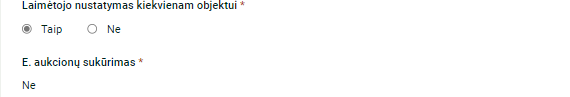 Laimėtojo nustatymas kiekvienam objektui *
Taip Ne
E. aukcionų sukūrimas *
Ne